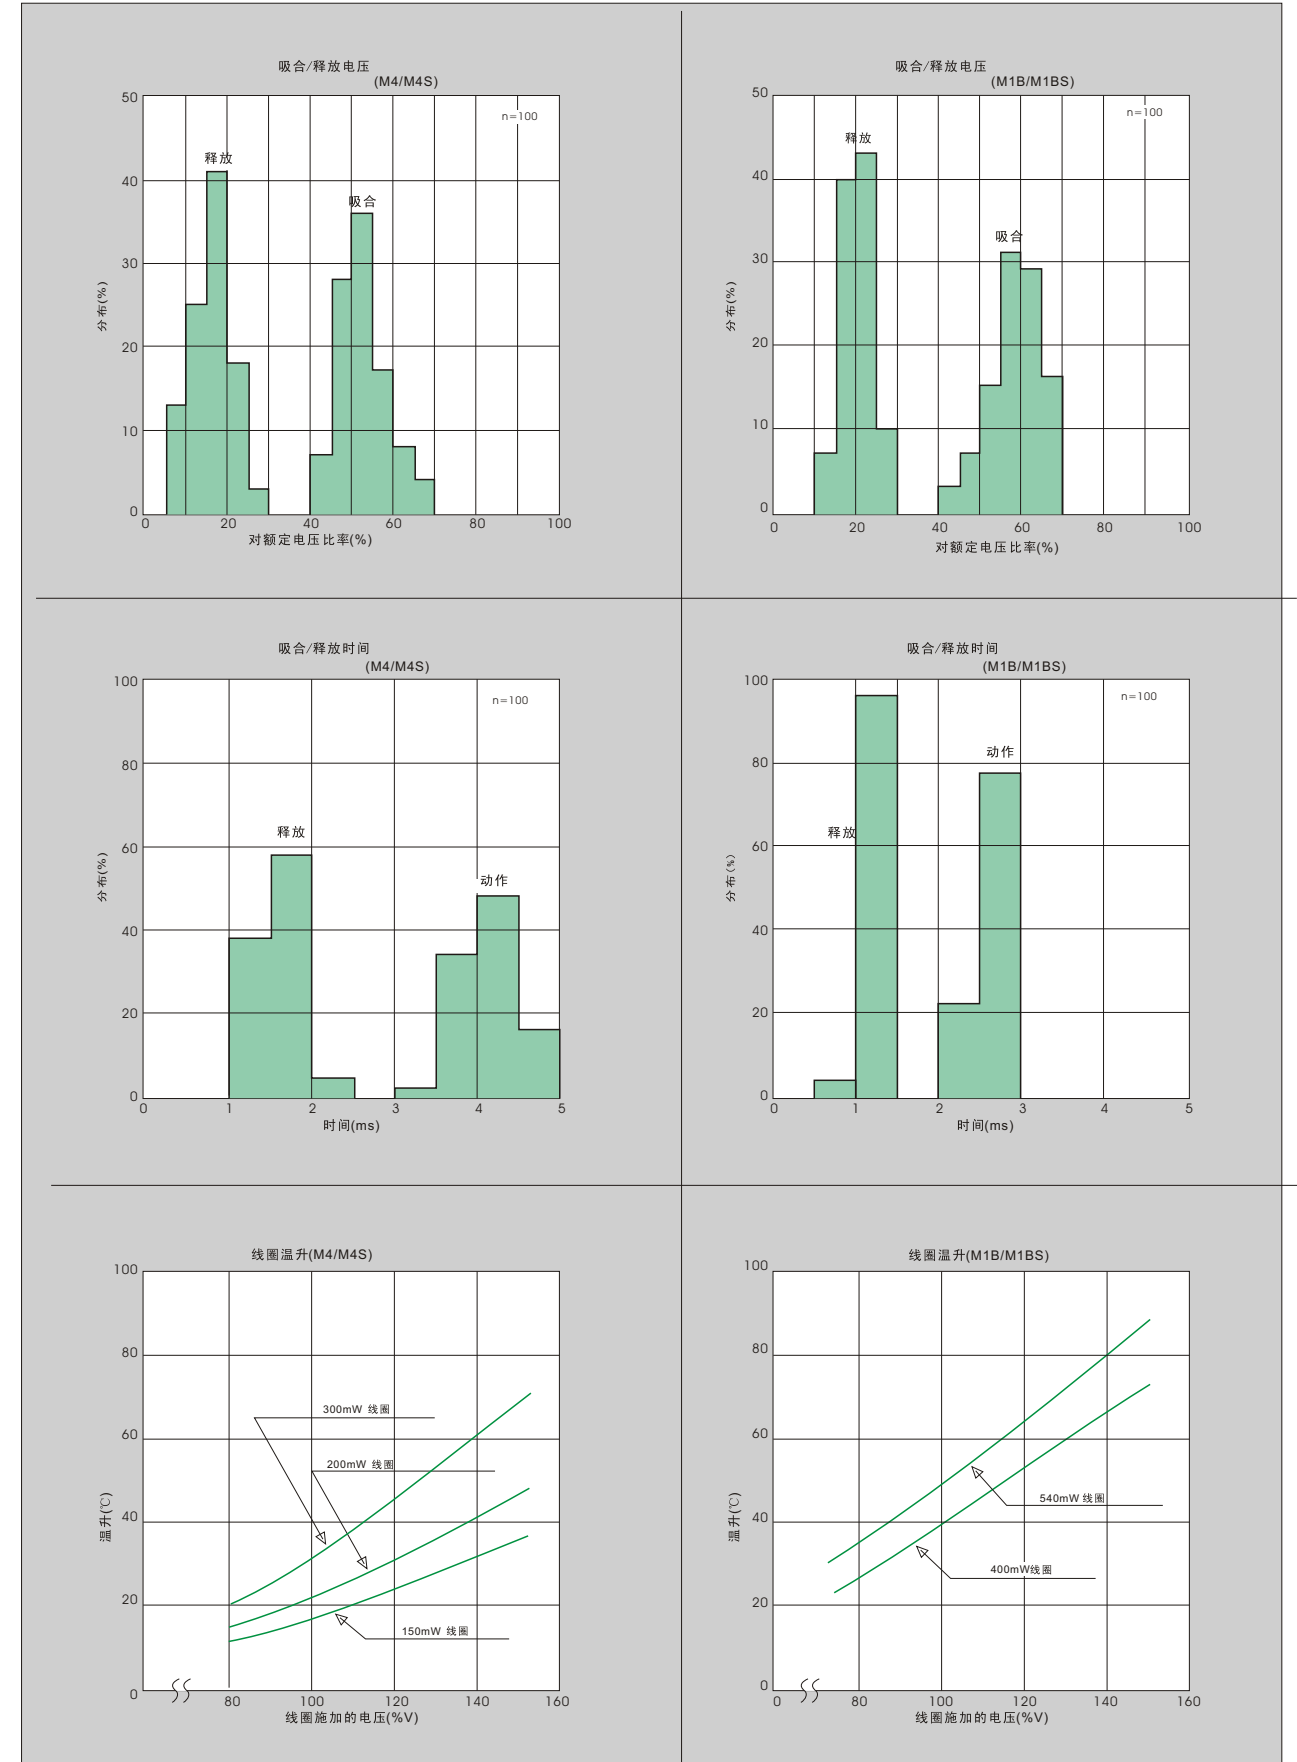 吸合/释放电压
(M4/M4S)
50
n=100
释放
40
吸合
30
分布(%)
20
10
0
0 20 40 60 80 100
对额定电压比率(%)
吸合/释放电压
(M1B/M1BS)
50
n=100
释放
40
吸合
30
分布(%)
20
10
0
0 20 40 60 80 100
对额定电压比率(%)
吸合/释放时间
(M4/M4S)
100
n=100
80
释放
60
动作
分布(%)
40
20
0
0 1 2 3 4 5
时间(ms)
吸合/释放时间
(M1B/M1BS)
100
n=100
动作
80
释放
60
分布(%)
40
20
0
0 1 2 3 4 5
时间(ms)
线圈温升(M4/M4S)
100
80
300mW 线圈
60
200mW 线圈
40
温升(℃)
20
150mW 线圈
0 80 100 120 140 160
线圈施加的电压(%V)
线圈温升(M1B/M1BS)
100
80
60
540mW 线圈
40
温升(℃)
400mW线圈
20
0
0 80 100 120 140 160
线圈施加的电压(%V)